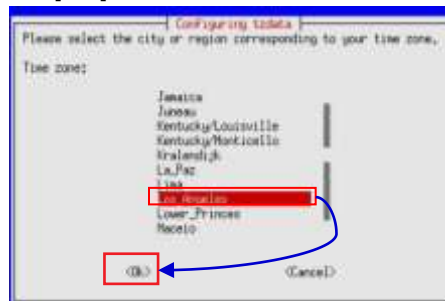 Configuring tzdata
Please select the city or region corresponding to your time zone.
Time zone:
Jamaica
Juneau
Kentucky/Louisville
Kentucky/Monticello
Kralendijk
La_Paz
Lima
Los_Angeles
Lower_Princes
Maceio
<Ok>
<Cancel>